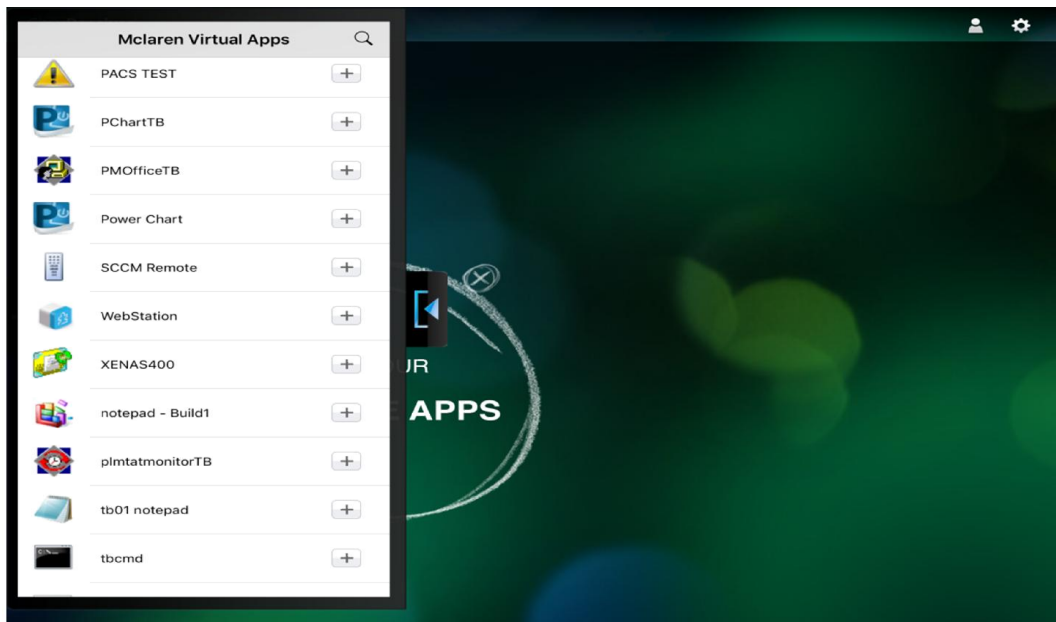 Mclaren Virtual Apps
PACS TEST
PChartTB
PMOfficeTB
Power Chart
SCCM Remote
WebStation
XENAS400
notepad - Build1
plmtatmonitorTB
tb01 notepad
tbcmd
UR
E APPS